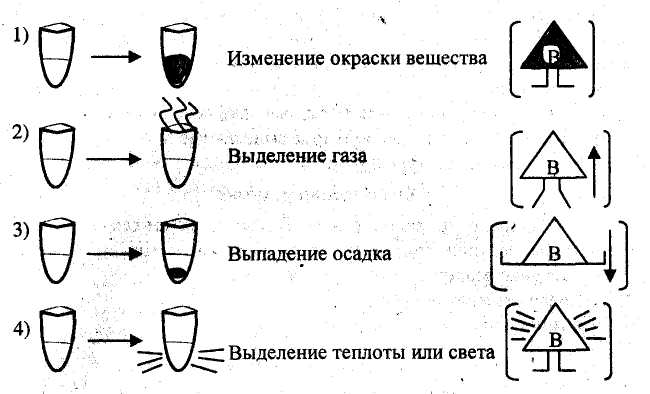 1) Изменение окраски вещества В
2) Выделение газа В
3) Выпадение осадка В
4) Выделение теплоты или света В